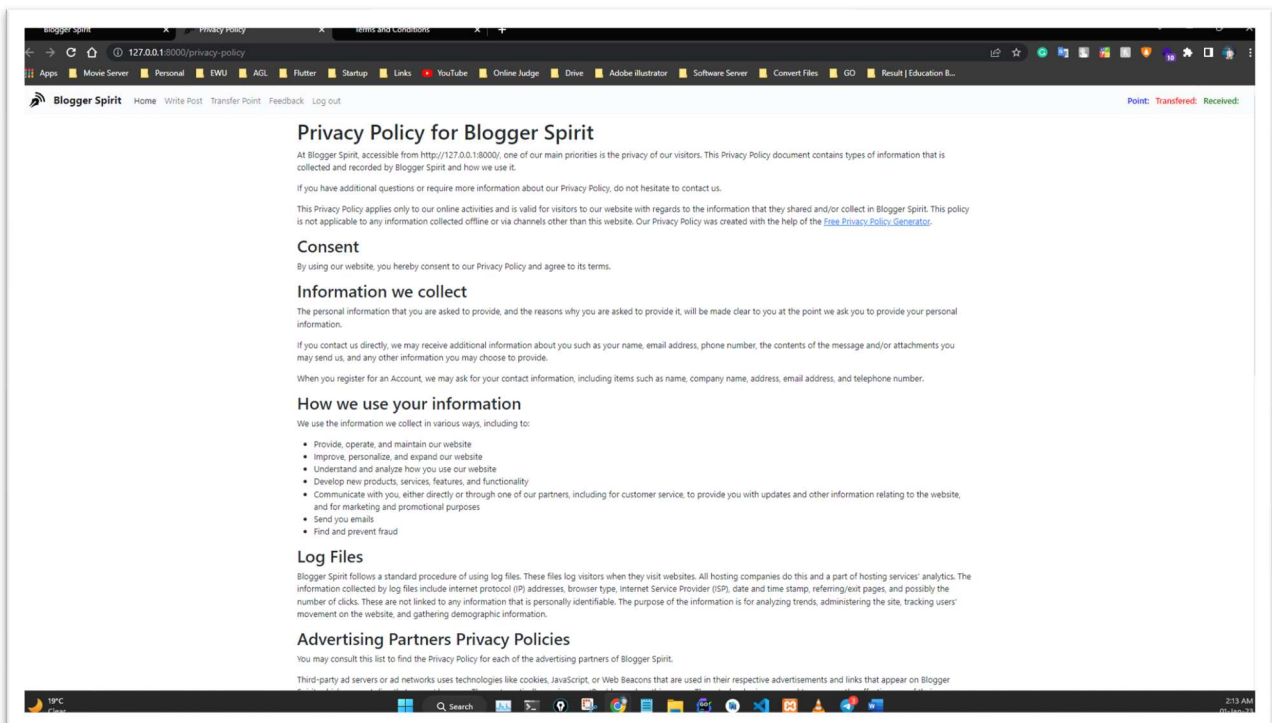 Blogger Spirit Privacy Policy Terms and Conditions
127.0.0.1:8000/privacy-policy
10
Apps Movie Server Personal EWU AGL Flutter Startup Links YouTube Online Judge Drive Adobe illustrator Software Server Convert Files GO Result | Education B...
Blogger Spirit Home Write Post Transfer Point Feedback Log out Point: Transfered: Received:
Privacy Policy for Blogger Spirit
At Blogger Spirit, accessible from http://127.0.0.1:8000/, one of our main priorities is the privacy of our visitors. This Privacy Policy document contains types of information that is
collected and recorded by Blogger Spirit and how we use it.
If you have additional questions or require more information about our Privacy Policy, do not hesitate to contact us.
This Privacy Policy applies only to our online activities and is valid for visitors to our website with regards to the information that they shared and/or collect in Blogger Spirit. This policy
is not applicable to any information collected offline or via channels other than this website. Our Privacy Policy was created with the help of the Free Privacy Policy Generator.
Consent
By using our website, you hereby consent to our Privacy Policy and agree to its terms.
Information we collect
The personal information that you are asked to provide, and the reasons why you are asked to provide it, will be made clear to you at the point we ask you to provide your personal
information.
If you contact us directly, we may receive additional information about you such as your name, email address, phone number, the contents of the message and/or attachments you
may send us, and any other information you may choose to provide.
When you register for an Account, we may ask for your contact information, including items such as name, company name, address, email address, and telephone number.
How we use your information
We use the information we collect in various ways, including to:
• Provide, operate, and maintain our website
• Improve, personalize, and expand our website
• Understand and analyze how you use our website
• Develop new products, services, features, and functionality
• Communicate with you, either directly or through one of our partners, including for customer service, to provide you with updates and other information relating to the website,
and for marketing and promotional purposes
• Send you emails
• Find and prevent fraud
Log Files
Blogger Spirit follows a standard procedure of using log files. These files log visitors when they visit websites. All hosting companies do this and a part of hosting services' analytics. The
information collected by log files include internet protocol (IP) addresses, browser type, Internet Service Provider (ISP), date and time stamp, referring/exit pages, and possibly the
number of clicks. These are not linked to any information that is personally identifiable. The purpose of the information is for analyzing trends, administering the site, tracking users'
movement on the website, and gathering demographic information.
Advertising Partners Privacy Policies
You may consult this list to find the Privacy Policy for each of the advertising partners of Blogger Spirit.
Third-party ad servers or ad networks uses technologies like cookies, JavaScript, or Web Beacons that are used in their respective advertisements and links that appear on Blogger
19°C
Clear
Search
2:13 AM
01-Jan-23